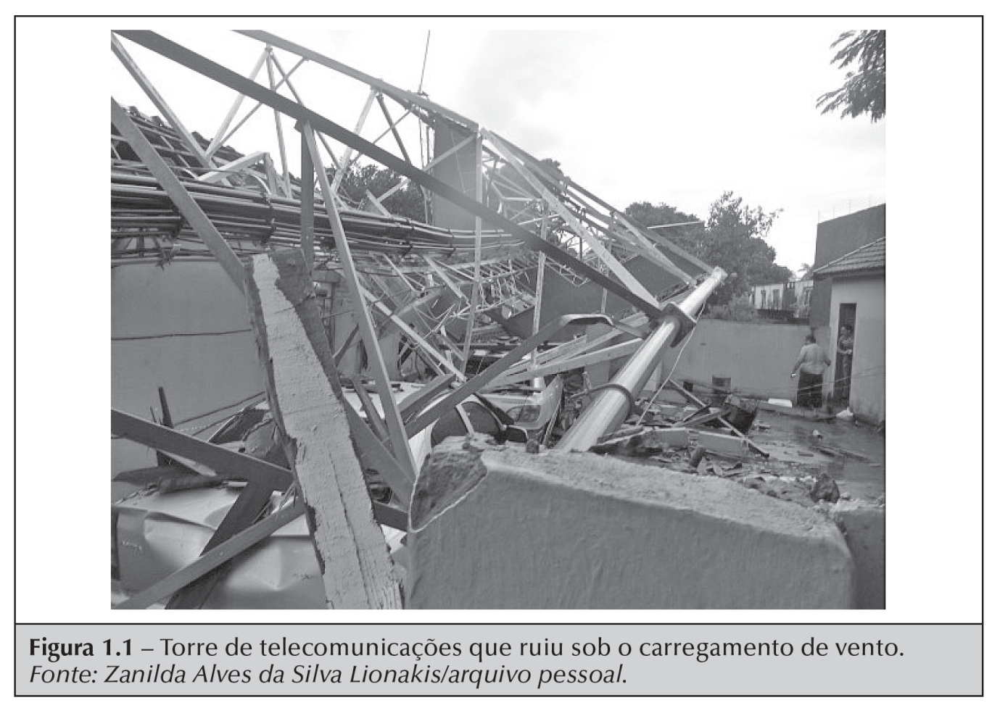 Figura 1.1 – Torre de telecomunicações que ruiu sob o carregamento de vento.
Fonte: Zanilda Alves da Silva Lionakis/arquivo pessoal.